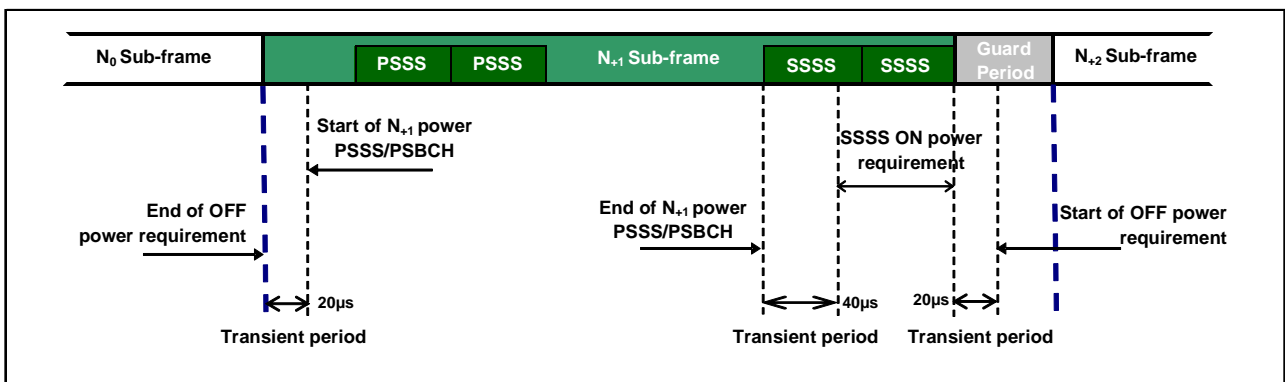 N0 Sub-frame
PSSS
PSSS
N+1 Sub-frame
SSSS
SSSS
Guard
Period
N+2 Sub-frame
Start of N+1 power
PSSS/PSBCH
SSSS ON power
requirement
End of OFF
power requirement
End of N+1 power
PSSS/PSBCH
Start of OFF power
requirement
20µs
40µs
20µs
Transient period
Transient period
Transient period